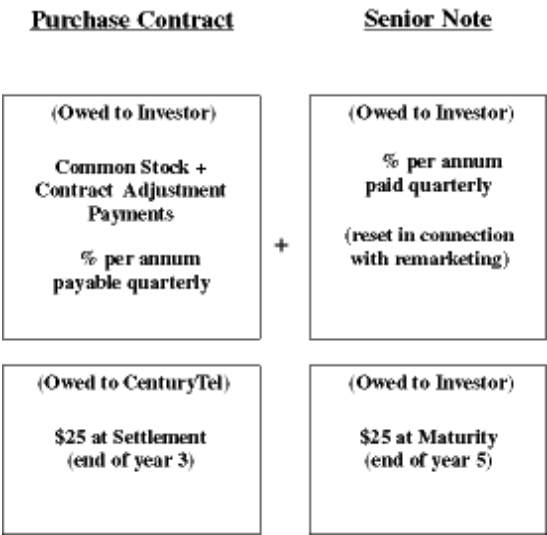 Purchase Contract
(Owed to Investor)
Common Stock +
Contract Adjustment
Payments
% per annum
payable quarterly
(Owed to CenturyTel)
$25 at Settlement
(end of year 3)
+
Senior Note
(Owed to Investor)
% per annum
paid quarterly
(reset in connection
with remarketing)
(Owed to Investor)
$25 at Maturity
(end of year 5)